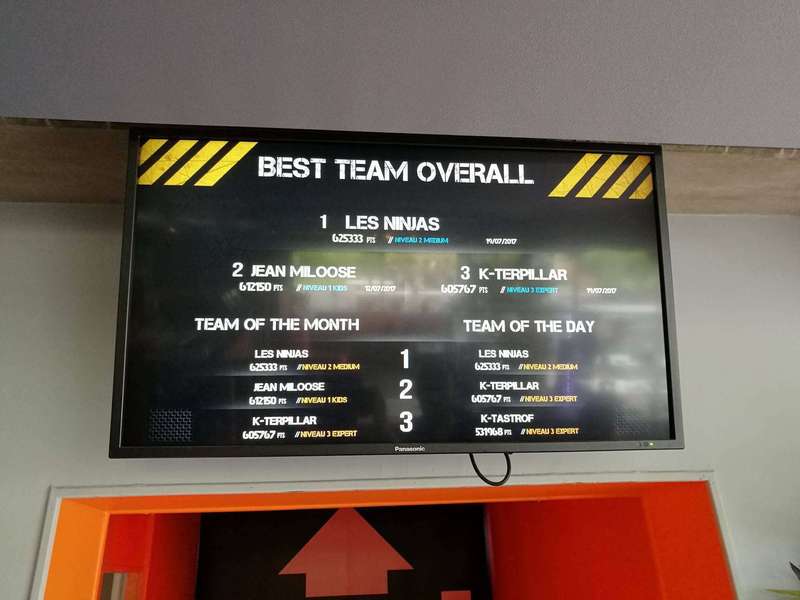 BEST TEAM OVERALL
1 LES NINJAS
625333 PTS // NIVEAU 2 MEDIUM 19/07/2017
2 JEAN MILOOSE
612150 PTS // NIVEAU 1 KIDS 12/07/2017
3 K-TERPILLAR
605767 PTS // NIVEAU 3 EXPERT 19/07/2017
TEAM OF THE MONTH
LES NINJAS
625333 PTS // NIVEAU 2 MEDIUM
JEAN MILOOSE
612150 PTS // NIVEAU 1 KIDS
K-TERPILLAR
605767 PTS // NIVEAU 3 EXPERT
1
2
3
TEAM OF THE DAY
LES NINJAS
625333 PTS // NIVEAU 2 MEDIUM
K-TERPILLAR
605767 PTS // NIVEAU 3 EXPERT
K-TASTROF
531968 PTS // NIVEAU 3 EXPERT
Panasonic